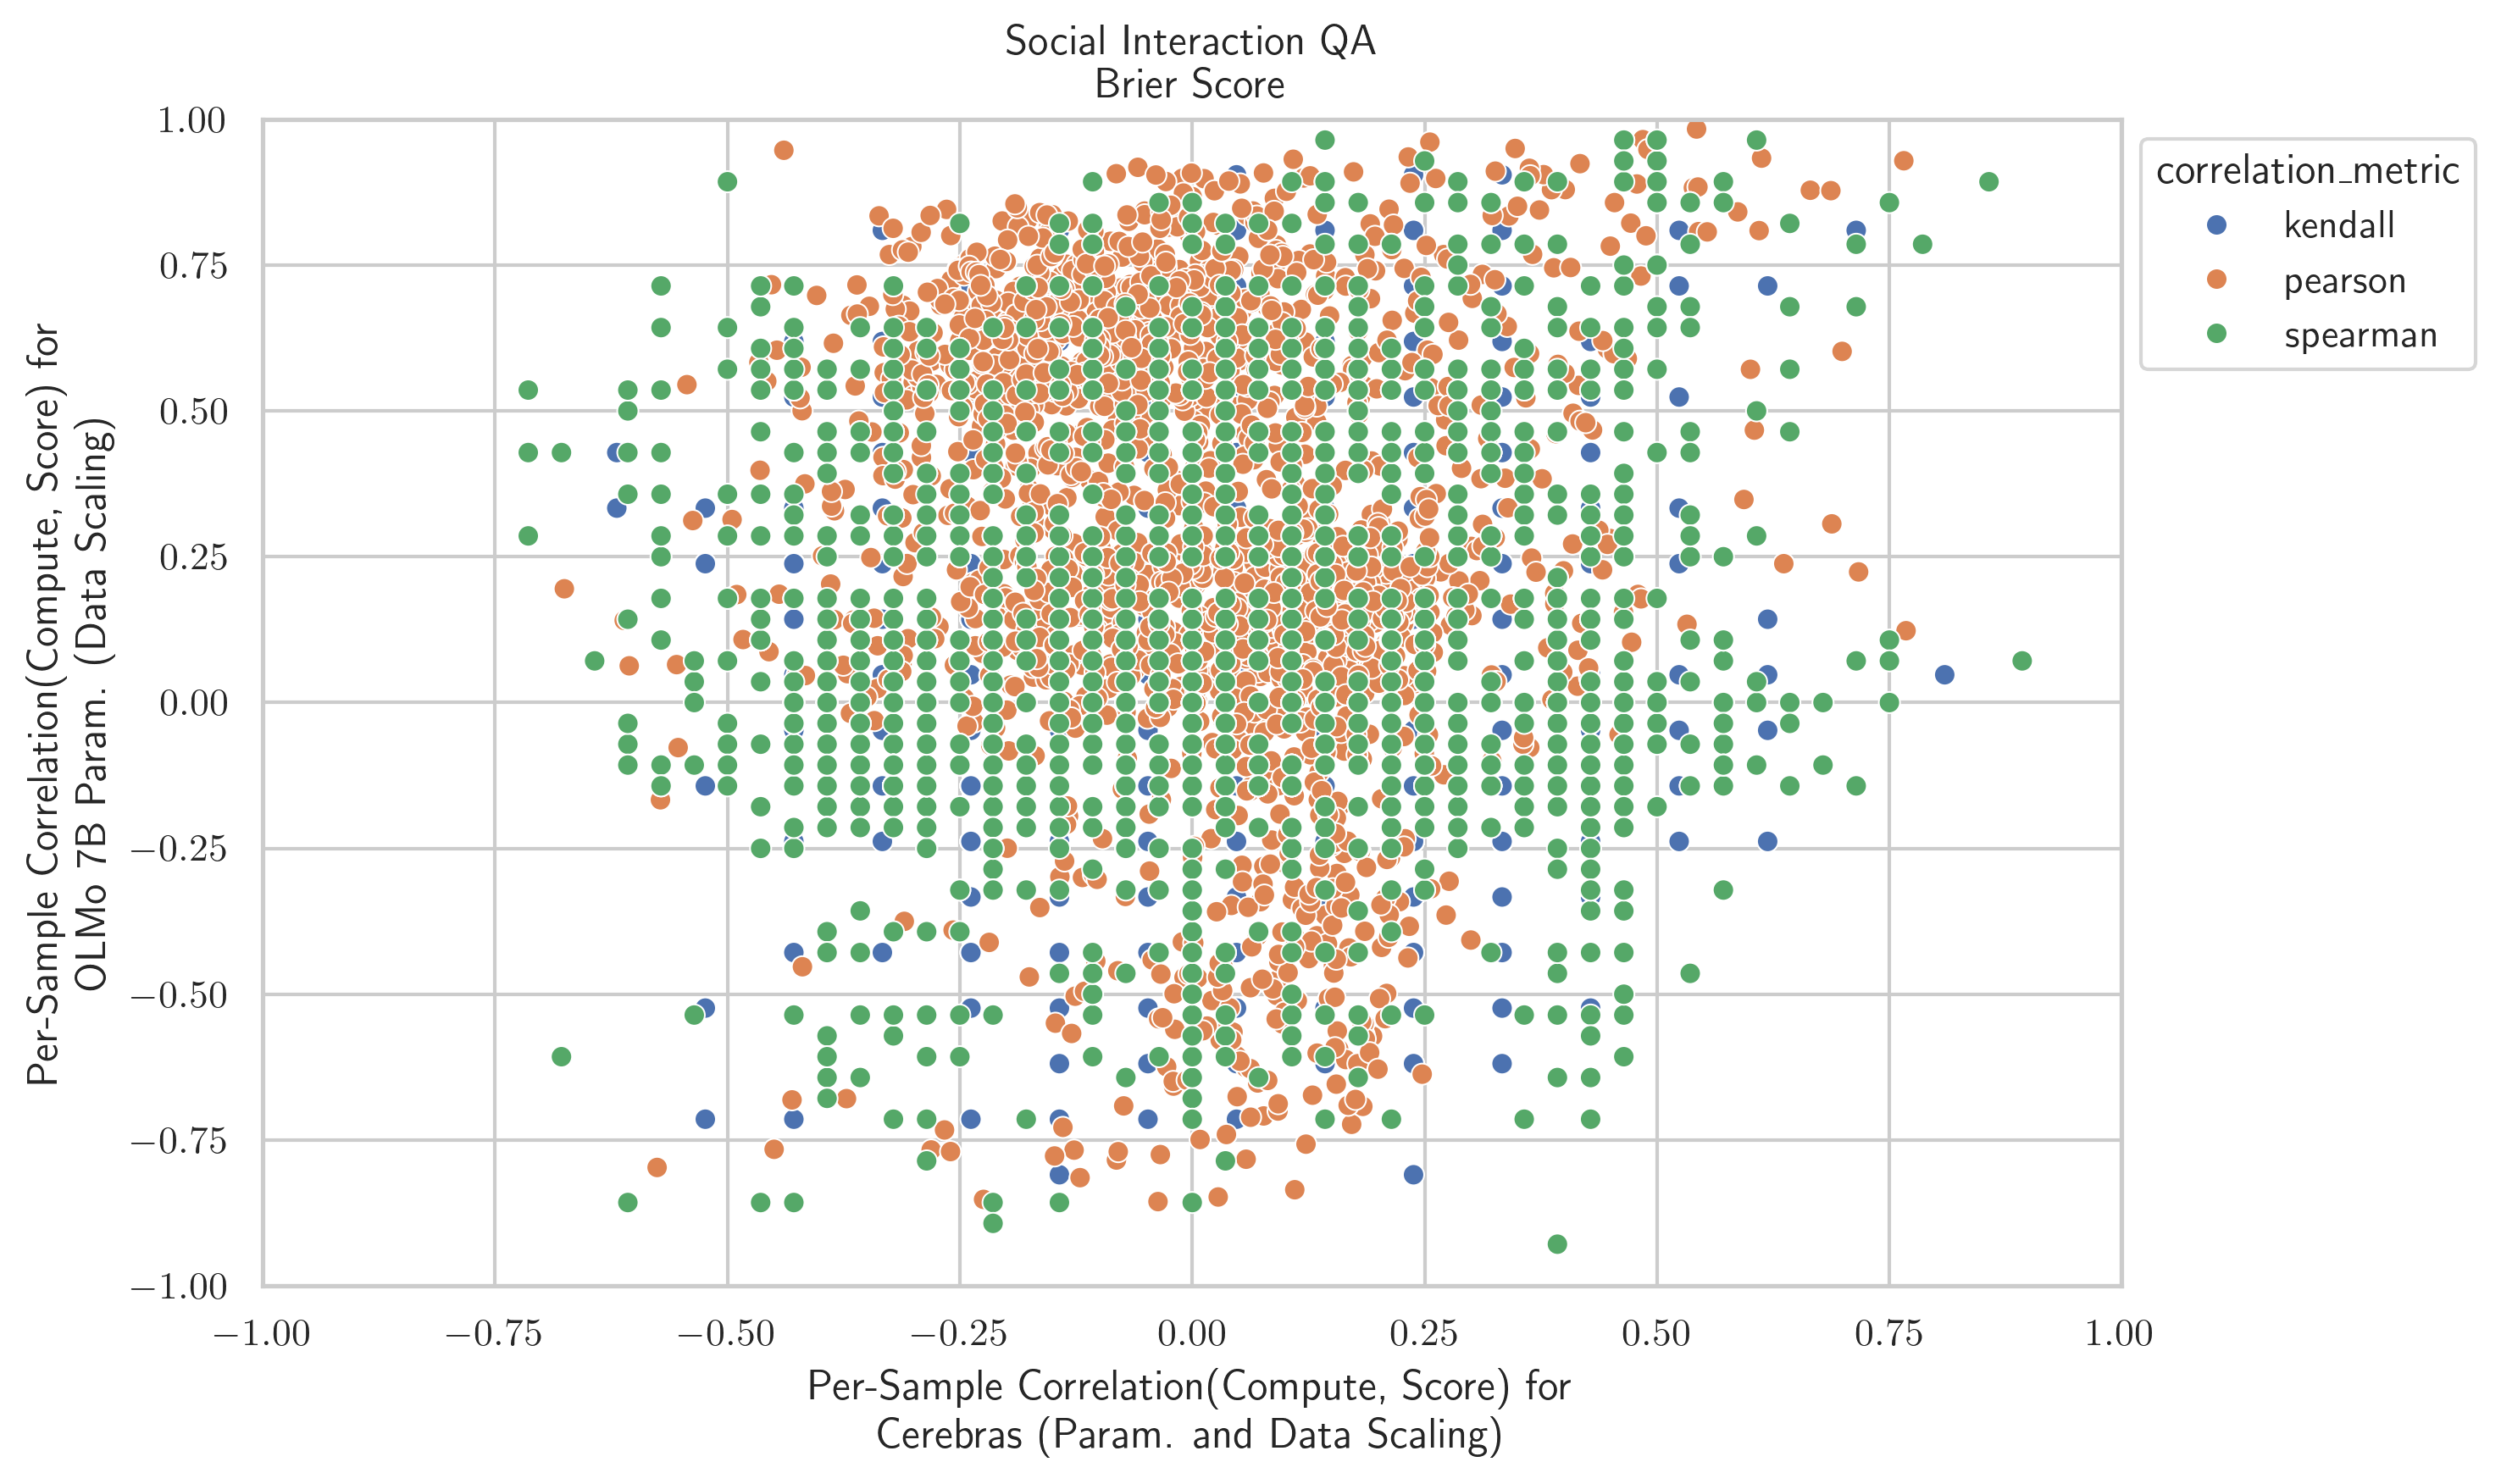 Social Interaction QA
Brier Score
Per-Sample Correlation(Compute, Score) for
OLMo 7B Param. (Data Scaling)
1.00
0.75
0.50
0.25
0.00
−0.25
−0.50
−0.75
−1.00
−1.00 −0.75 −0.50 −0.25 0.00 0.25 0.50 0.75 1.00
Per-Sample Correlation(Compute, Score) for
Cerebras (Param. and Data Scaling)
correlation_metric
kendall
pearson
spearman